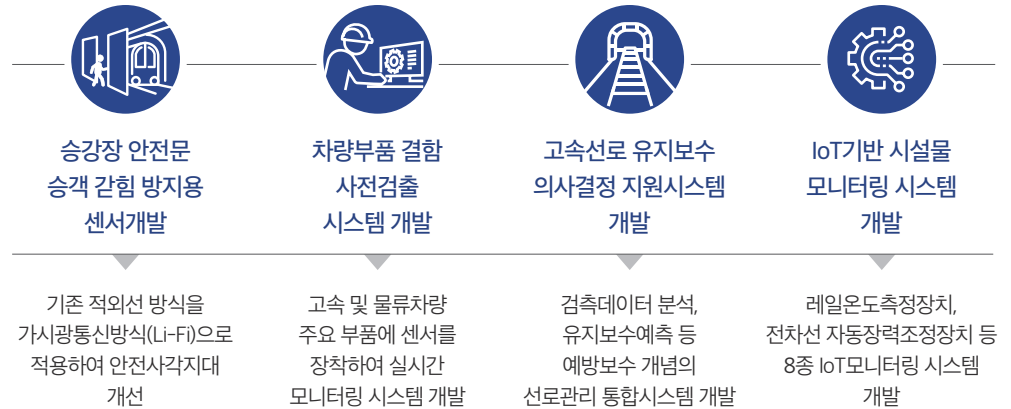 승강장 안전문
승객 갇힘 방지용
센서개발
차량부품 결함
사전검출
시스템 개발
고속선로 유지보수
의사결정 지원시스템
개발
IoT기반 시설물
모니터링 시스템
개발
기존 적외선 방식을
가시광통신방식(Li-Fi)으로
적용하여 안전사각지대
개선
고속 및 물류차량
주요 부품에 센서를
장착하여 실시간
모니터링 시스템 개발
검측데이터 분석,
유지보수예측 등
예방보수 개념의
선로관리 통합시스템 개발
레일온도측정장치,
전차선 자동장력조정장치 등
8종 IoT모니터링 시스템
개발